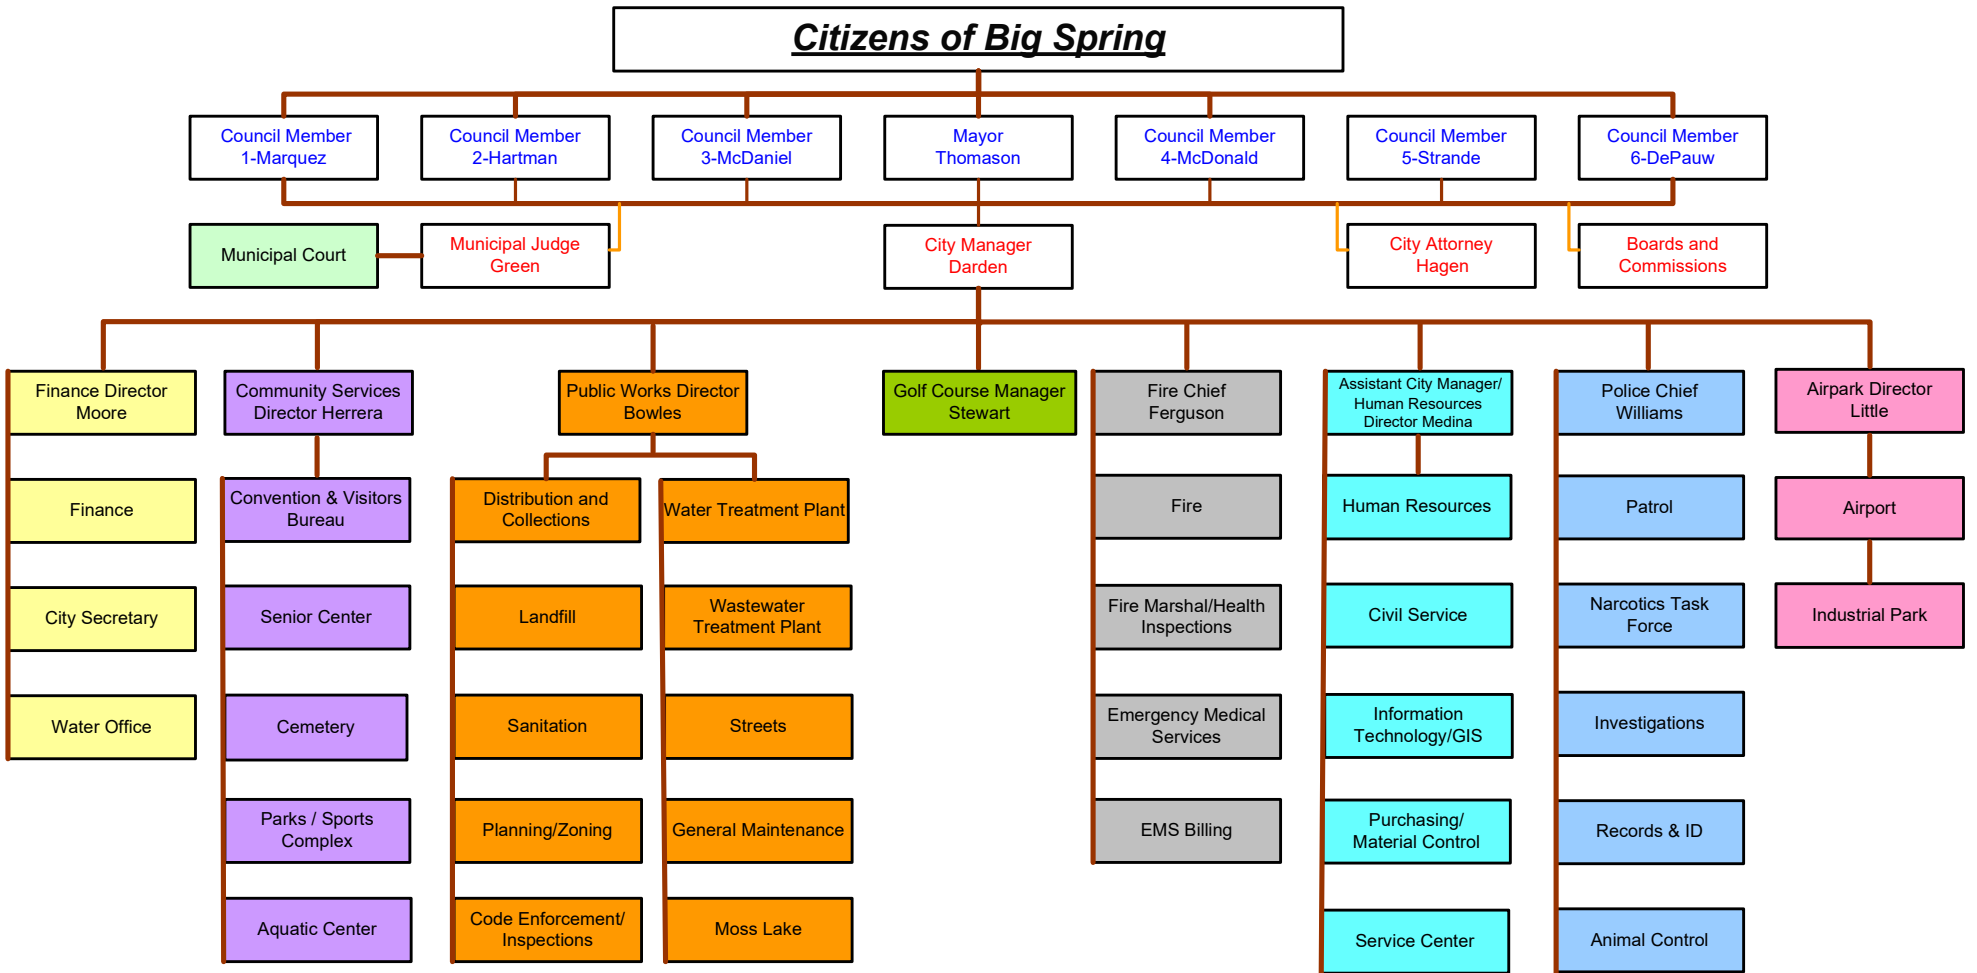 Citizens of Big Spring
Council Member
1-Marquez
Council Member
2-Hartman
Council Member
3-McDaniel
Mayor
Thomason
Council Member
4-McDonald
Council Member
5-Strande
Council Member
6-DePauw
Municipal Court
Municipal Judge
Green
City Manager
Darden
City Attorney
Hagen
Boards and
Commissions
Finance Director
Moore
Community Services
Director Herrera
Public Works Director
Bowles
Golf Course Manager
Stewart
Fire Chief
Ferguson
Assistant City Manager/
Human Resources
Director Medina
Police Chief
Williams
Airpark Director
Little
Finance
Convention & Visitors
Bureau
Distribution and
Collections
Water Treatment Plant
Fire
Human Resources
Patrol
Airport
City Secretary
Senior Center
Landfill
Wastewater
Treatment Plant
Fire Marshal/Health
Inspections
Civil Service
Narcotics Task
Force
Industrial Park
Water Office
Cemetery
Sanitation
Streets
Emergency Medical
Services
Information
Technology/GIS
Investigations
Parks / Sports
Complex
Planning/Zoning
General Maintenance
EMS Billing
Purchasing/
Material Control
Records & ID
Aquatic Center
Code Enforcement/
Inspections
Moss Lake
Service Center
Animal Control